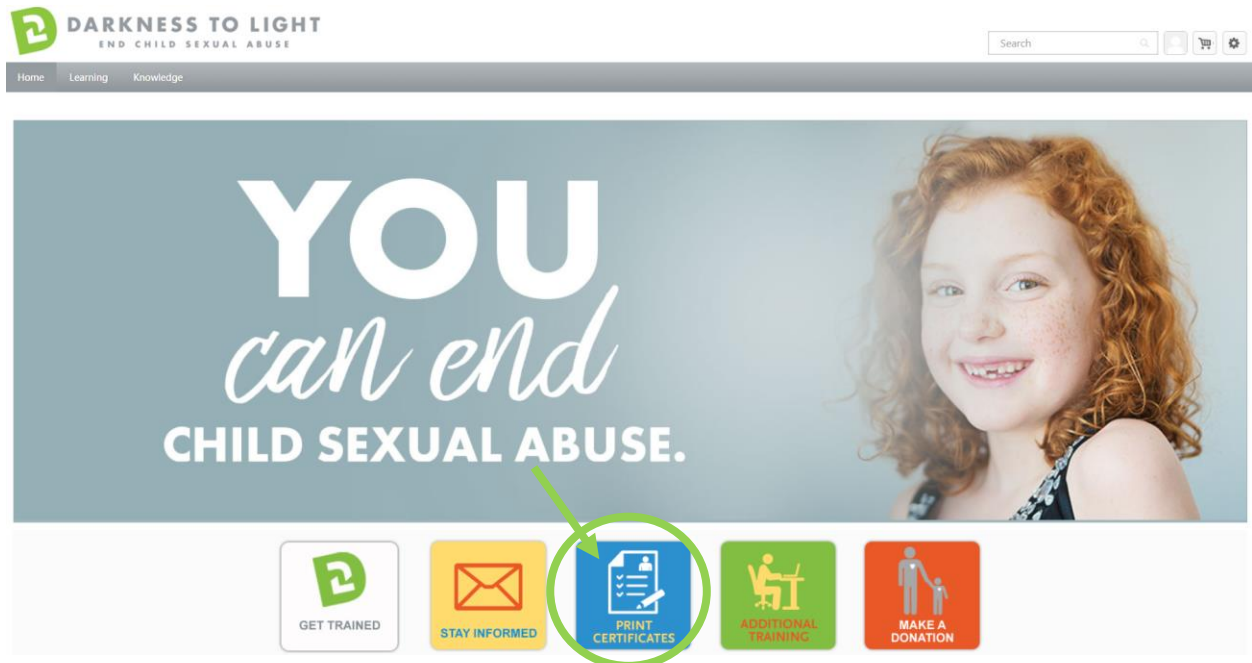 DARKNESS TO LIGHT
END CHILD SEXUAL ABUSE
Search
Home Learning Knowledge
YOU
can end
CHILD SEXUAL ABUSE.
GET TRAINED
STAY INFORMED
PRINT
CERTIFICATES
ADDITIONAL
TRAINING
MAKE A
DONATION